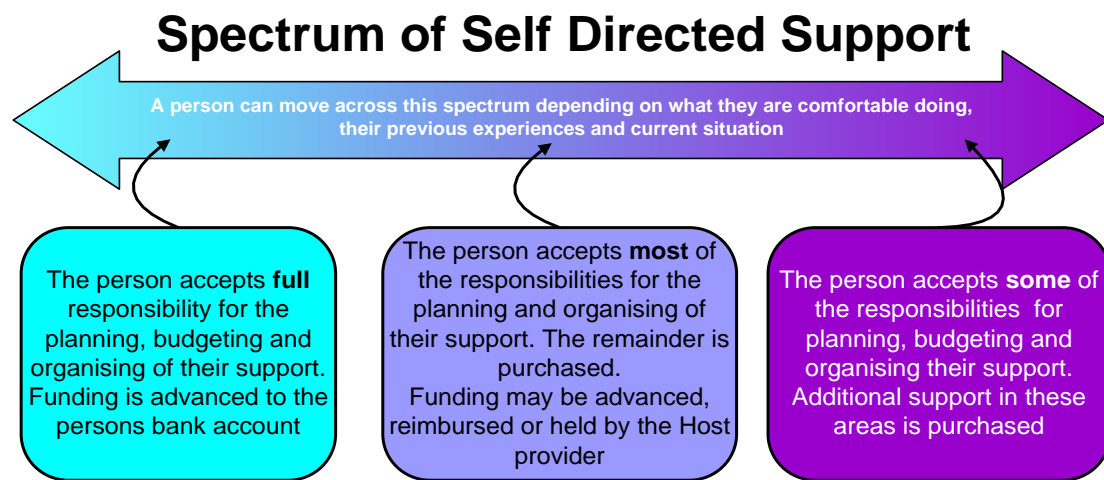 Spectrum of Self Directed Support
A person can move across this spectrum depending on what they are comfortable doing,
their previous experiences and current situation
The person accepts full
responsibility for the
planning, budgeting and
organising of their support.
Funding is advanced to the
persons bank account
The person accepts most of
the responsibilities for the
planning and organising of
their support. The remainder is
purchased.
Funding may be advanced,
reimbursed or held by the Host
provider
The person accepts some of
the responsibilities for
planning, budgeting and
organising their support.
Additional support in these
areas is purchased